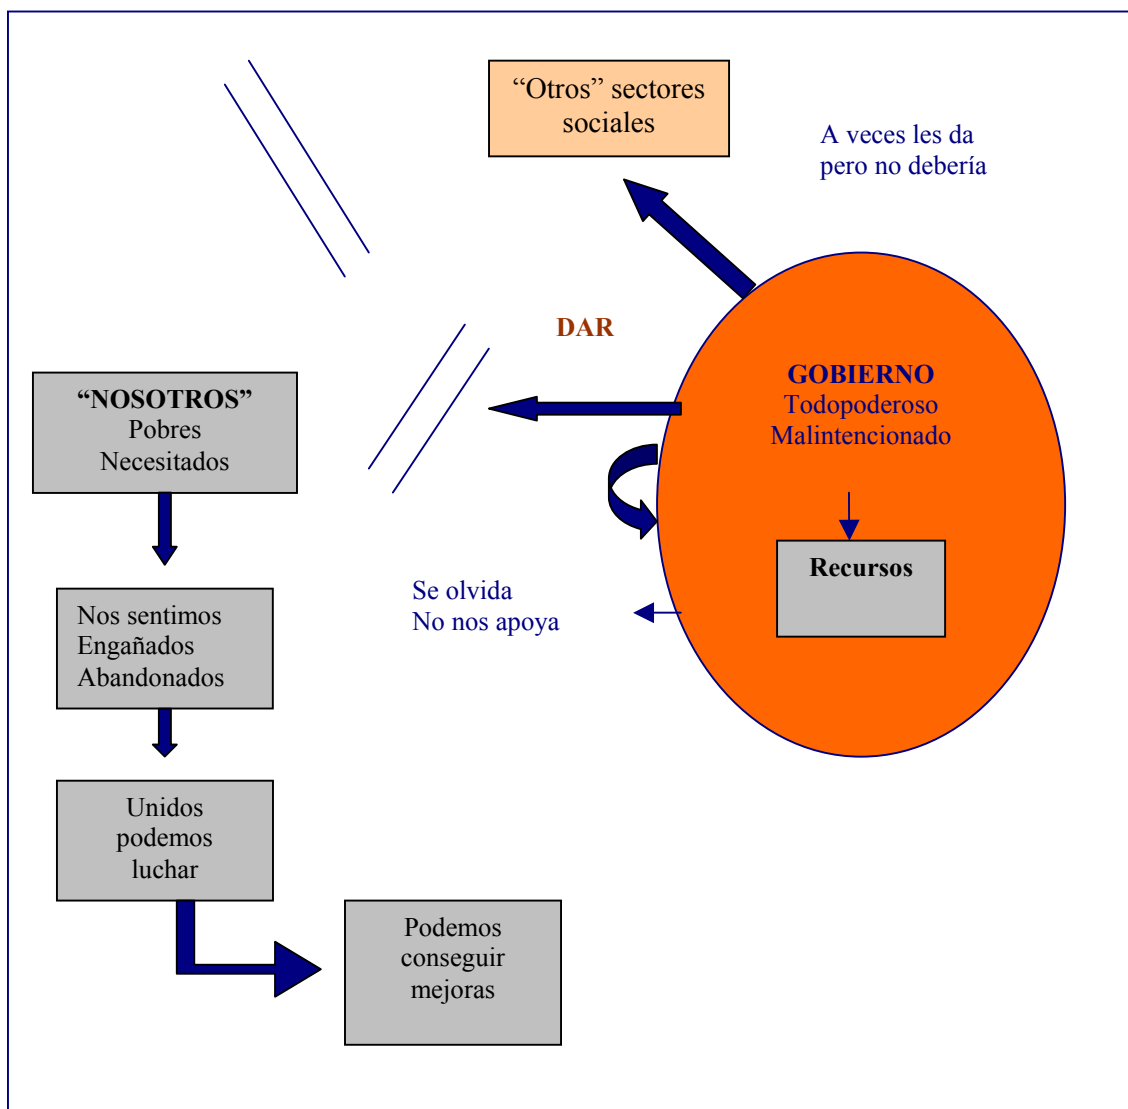 “Otros” sectores
sociales
A veces les da
pero no debería
DAR
“NOSOTROS”
Pobres
Necesitados
GOBIERNO
Todopoderoso
Malintencionado
Recursos
Se olvida
No nos apoya
Nos sentimos
Engañados
Abandonados
Unidos
podemos
luchar
Podemos
conseguir
mejoras